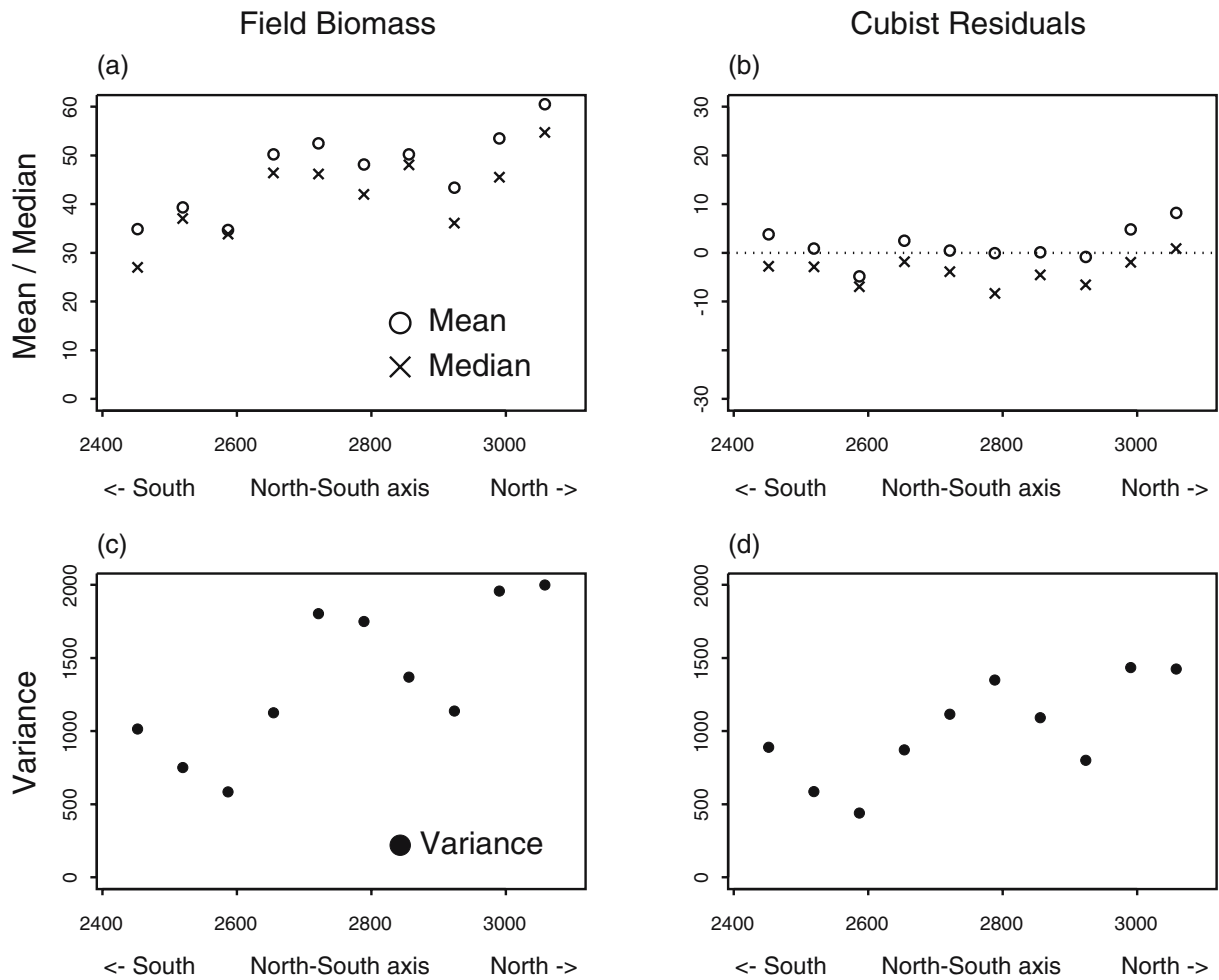 Field Biomass
Cubist Residuals
(a)
(b)
Mean / Median
60
50
40
30
20
10
0
Mean
Median
2400 2600 2800 3000
<- South North-South axis North ->
30
20
10
0
-10
-30
2400 2600 2800 3000
<- South North-South axis North ->
(c)
(d)
Variance
2000
1500
1000
500
0
Variance
2400 2600 2800 3000
<- South North-South axis North ->
2000
1500
1000
500
0
2400 2600 2800 3000
<- South North-South axis North ->